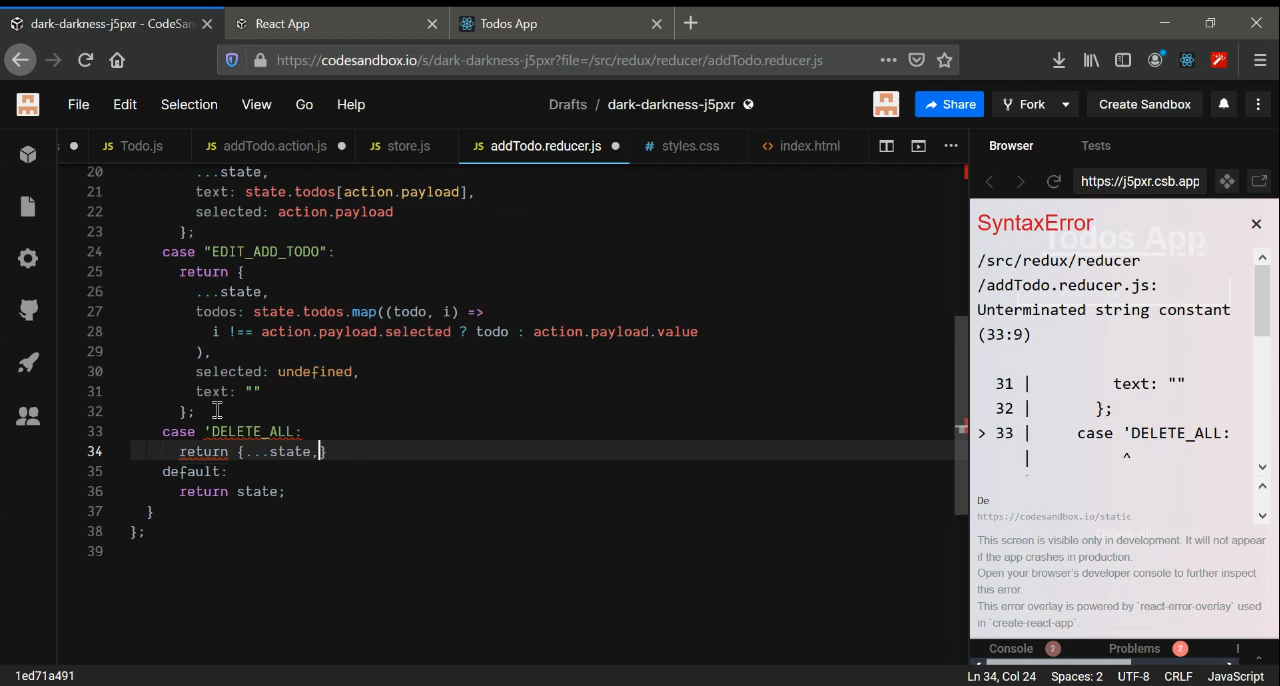 dark-darkness-j5pxr - CodeSan
React App
Todos App
https://codesandbox.io/s/dark-darkness-j5pxr?file=/src/redux/reducer/addTodo.reducer.js
File Edit Selection View Go Help
Drafts / dark-darkness-j5pxr
Share
Fork
Create Sandbox
s
JS Todo.js
JS addTodo.action.js
JS store.js
JS addTodo.reducer.js
# styles.css
<> index.html
Browser
Tests
https://j5pxr.csb.app
20 ...state,
21 text: state.todos[action.payload],
22 selected: action.payload
23 };
24 case "EDIT_ADD_TODO":
25 return {
26 ...state,
27 todos: state.todos.map((todo, i) =>
28 i !== action.payload.selected ? todo : action.payload.value
29 ),
30 selected: undefined,
31 text: ""
32 };
33 case 'DELETE_ALL:
34 return {...state,}
35 default:
36 return state;
37 }
38 };
39
SyntaxError
Todos App
/src/redux/reducer
/addTodo.reducer.js:
Unterminated string constant
(33:9)
31 | text: ""
32 | };
> 33 | case 'DELETE_ALL:
| ^
De
https://codesandbox.io/static
This screen is visible only in development. It will not appear
if the app crashes in production.
Open your browser's developer console to further inspect
this error.
This error overlay is powered by `react-error-overlay` used
in `create-react-app`.
Console 2
Problems 2
1ed71a491
Ln 34, Col 24 Spaces: 2 UTF-8 CRLF JavaScript